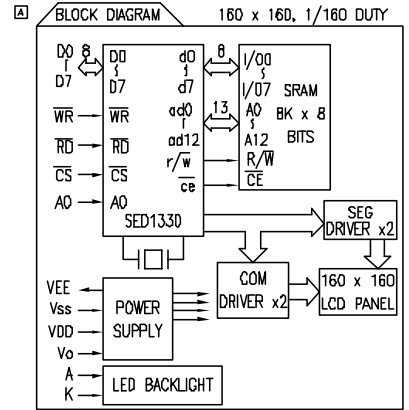 A BLOCK DIAGRAM 160 x 160, 1/160 DUTY
D0 8 D0 d0 8 I/O0
D7 D7 d7 I/O7
SRAM
8K x 8
BITS
ad0 13 A0
ad12 A12
WR WR
RD RD r/w R/W
CS CS ce CE
A0 A0
SED1330
SEG
DRIVER x2
COM
DRIVER x2
160 x 160
LCD PANEL
VEE
Vss
VDD
Vo
POWER
SUPPLY
A
K
LED BACKLIGHT